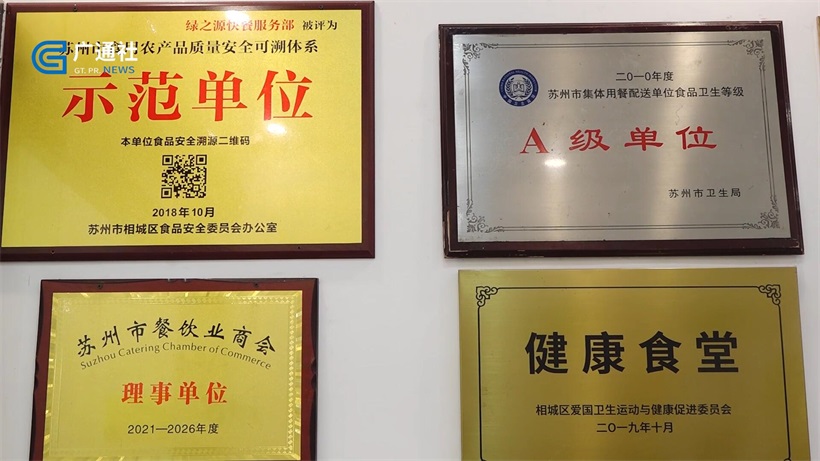 绿之源快餐服务部 被评为
农产品质量安全可溯体系
示范单位
本单位食品安全溯源二维码
2018年10月
苏州市相城区食品安全委员会办公室
广通社
GT. PR. NEWS
二〇一〇年度
苏州市集体用餐配送单位食品卫生等级
A级单位
苏州市卫生局
苏州市餐饮业商会
Suzhou Catering Chamber of Commerce
理事单位
2021—2026年度
健康食堂
相城区爱国卫生运动与健康促进委员会
二〇一九年十月